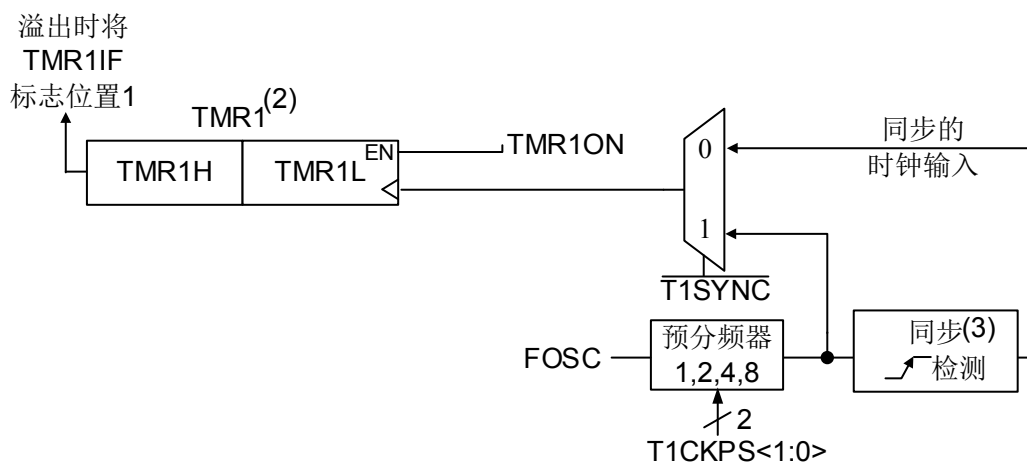 溢出时将
TMR1IF
标志位置1
TMR1(2)
TMR1H
TMR1L
EN
TMR1ON
0
1
同步的
时钟输入
T1SYNC
FOSC
预分频器
1,2,4,8
2
T1CKPS<1:0>
同步(3)
检测